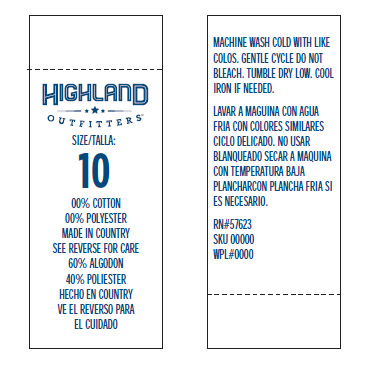 HIGHLAND
OUTFITTERS™
SIZE/TALLA:
10
00% COTTON
00% POLYESTER
MADE IN COUNTRY
SEE REVERSE FOR CARE
60% ALGODON
40% POLIESTER
HECHO EN COUNTRY
VE EL REVERSO PARA
EL CUIDADO
MACHINE WASH COLD WITH LIKE
COLOS. GENTLE CYCLE DO NOT
BLEACH. TUMBLE DRY LOW. COOL
IRON IF NEEDED.
LAVAR A MAGUINA CON AGUA
FRIA CON COLORES SIMILARES
CICLO DELICADO. NO USAR
BLANQUEADO SECAR A MAQUINA
CON TEMPERATURA BAJA
PLANCHARCON PLANCHA FRIA SI
ES NECESARIO.
RN#57623
SKU 00000
WPL#0000